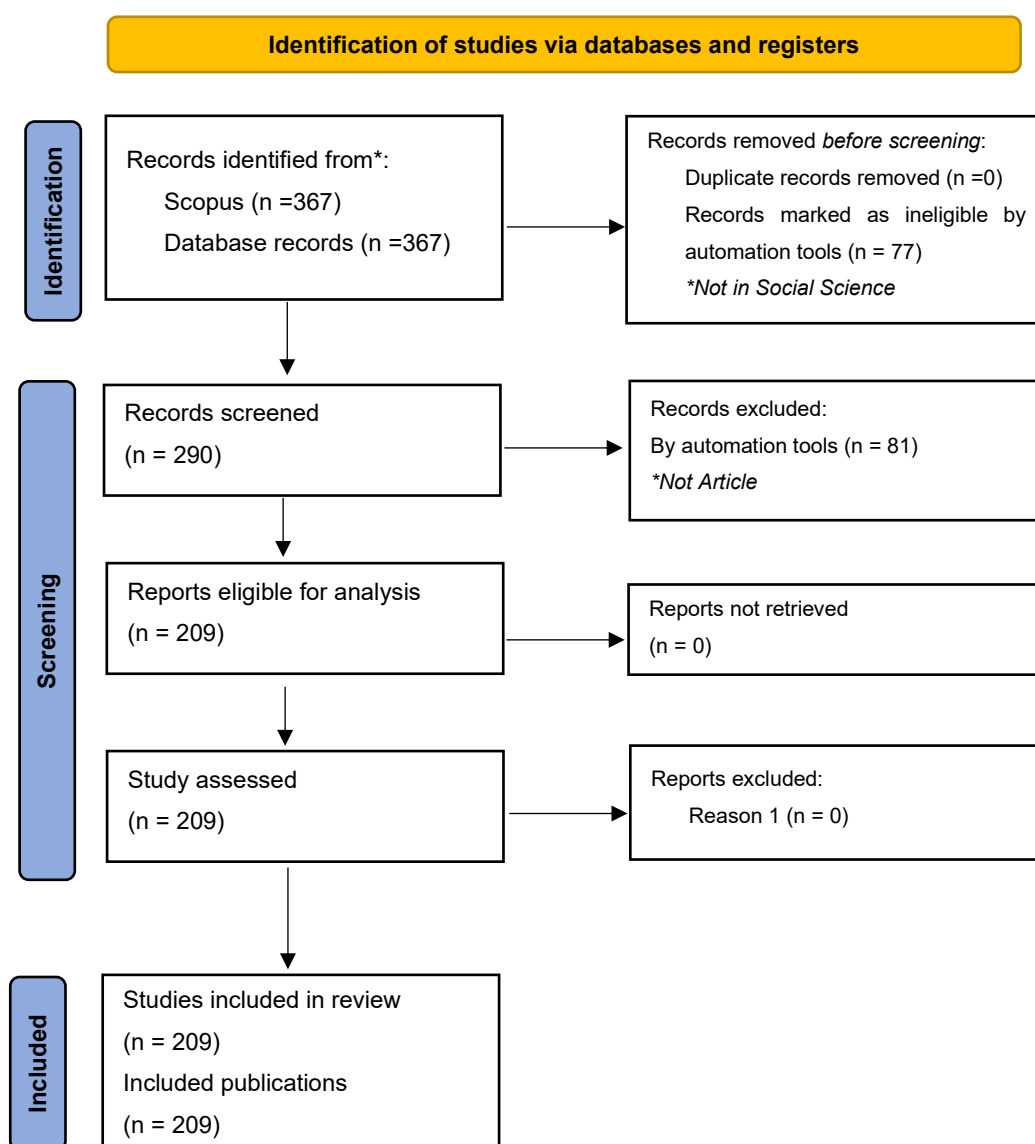 Identification of studies via databases and registers
Identification
Records identified from*:
Scopus (n =367)
Database records (n =367)
Records removed before screening:
Duplicate records removed (n =0)
Records marked as ineligible by
automation tools (n = 77)
*Not in Social Science
Screening
Records screened
(n = 290)
Records excluded:
By automation tools (n = 81)
*Not Article
Reports eligible for analysis
(n = 209)
Reports not retrieved
(n = 0)
Study assessed
(n = 209)
Reports excluded:
Reason 1 (n = 0)
Included
Studies included in review
(n = 209)
Included publications
(n = 209)